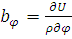 b_φ = ∂U / ρ∂φ